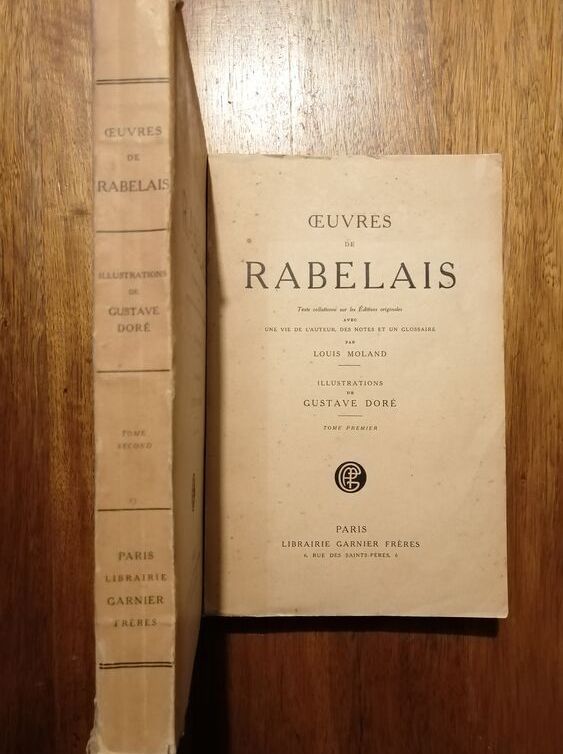 ŒUVRES
DE
RABELAIS
ILLUSTRATIONS
DE
GUSTAVE
DORÉ
TOME
SECOND
PARIS
LIBRAIRIE
GARNIER
FRÈRES
ŒUVRES
DE
RABELAIS
Texte collationné sur les Éditions originales
AVEC
UNE VIE DE L'AUTEUR, DES NOTES ET UN GLOSSAIRE
PAR
LOUIS MOLAND
ILLUSTRATIONS
DE
GUSTAVE DORÉ
TOME PREMIER
PARIS
LIBRAIRIE GARNIER FRÈRES
6, RUE DES SAINTS-PÈRES, 6